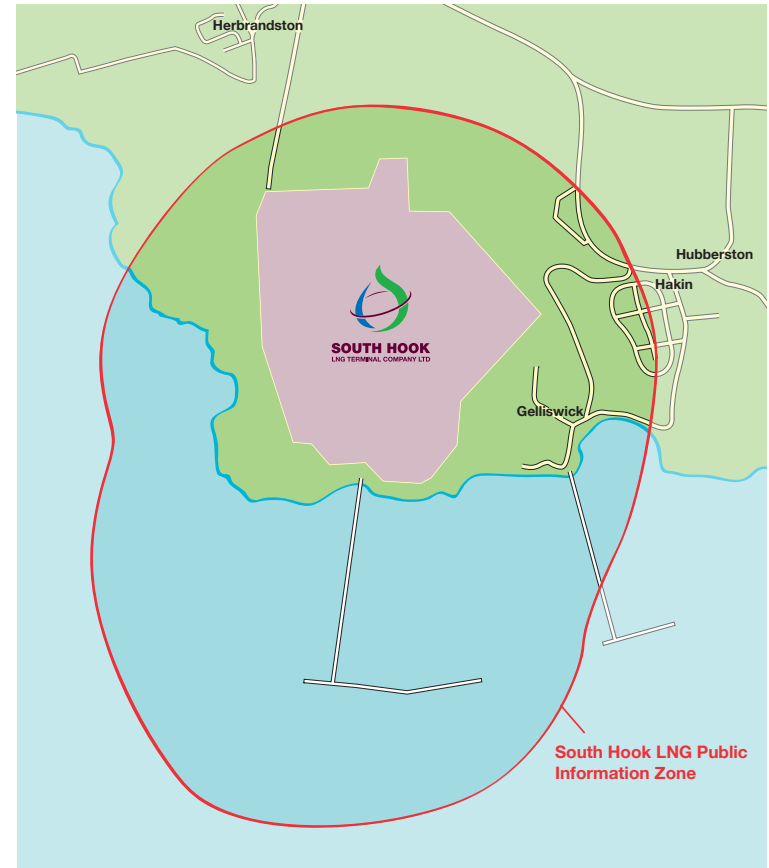 Herbrandston
Hubberston
Hakin
SOUTH HOOK
LNG TERMINAL COMPANY LTD
Gelliswick
South Hook LNG Public
Information Zone